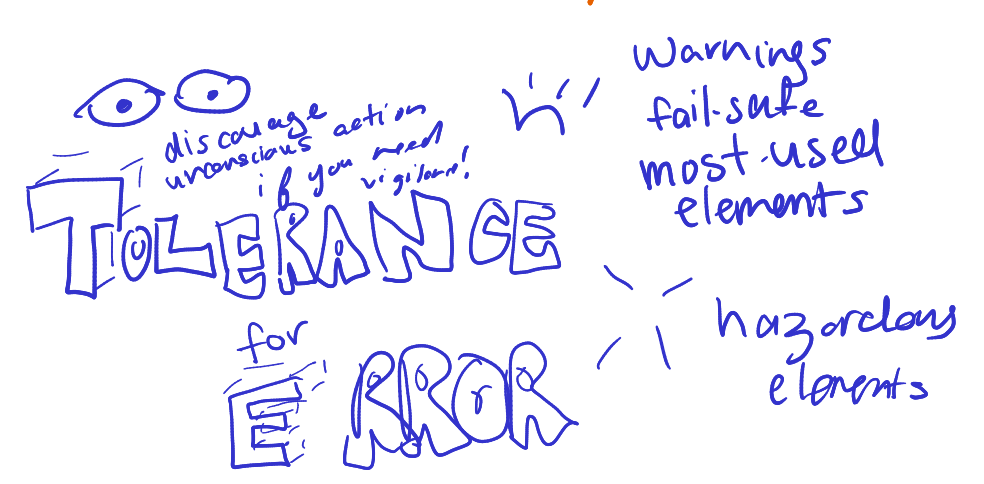 warnings
fail-safe
most-used
elements
discourage
unconscious action
if you need
vigilance!
TOLERANCE
for
ERROR
hazardous
elements